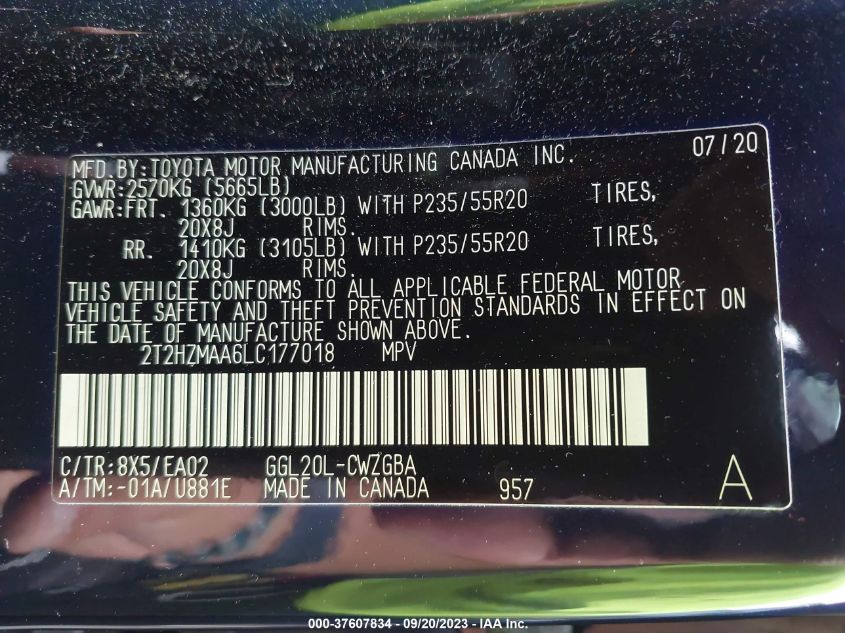 MFD.BY:TOYOTA MOTOR MANUFACTURING CANADA INC. 07/20
GVWR:2570KG (5665LB)
GAWR:FRT. 1360KG (3000LB) WITH P235/55R20 TIRES,
20X8J RIMS.
RR. 1410KG (3105LB) WITH P235/55R20 TIRES,
20X8J RIMS.
THIS VEHICLE CONFORMS TO ALL APPLICABLE FEDERAL MOTOR
VEHICLE SAFETY AND THEFT PREVENTION STANDARDS IN EFFECT ON
THE DATE OF MANUFACTURE SHOWN ABOVE.
2T2HZMAA6LC177018 MPV
C/TR:8X5/EA02 GGL20L-CWZGBA
A/TM:-01A/U881E MADE IN CANADA 957 A
000-37607834 - 09/20/2023 - IAA Inc.